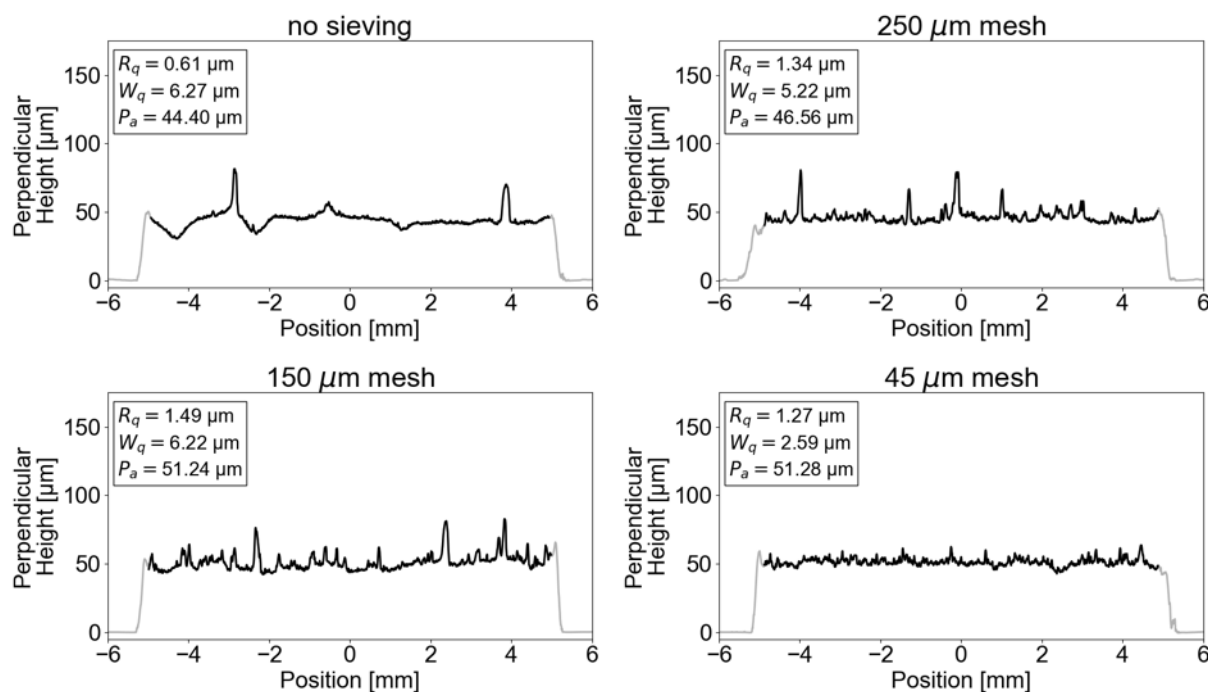 no sieving
R_q = 0.61 µm
W_q = 6.27 µm
P_a = 44.40 µm
Perpendicular
Height [µm]
150
100
50
0
−6 −4 −2 0 2 4 6
Position [mm]
250 µm mesh
R_q = 1.34 µm
W_q = 5.22 µm
P_a = 46.56 µm
Perpendicular
Height [µm]
150
100
50
0
−6 −4 −2 0 2 4 6
Position [mm]
150 µm mesh
R_q = 1.49 µm
W_q = 6.22 µm
P_a = 51.24 µm
Perpendicular
Height [µm]
150
100
50
0
−6 −4 −2 0 2 4 6
Position [mm]
45 µm mesh
R_q = 1.27 µm
W_q = 2.59 µm
P_a = 51.28 µm
Perpendicular
Height [µm]
150
100
50
0
−6 −4 −2 0 2 4 6
Position [mm]